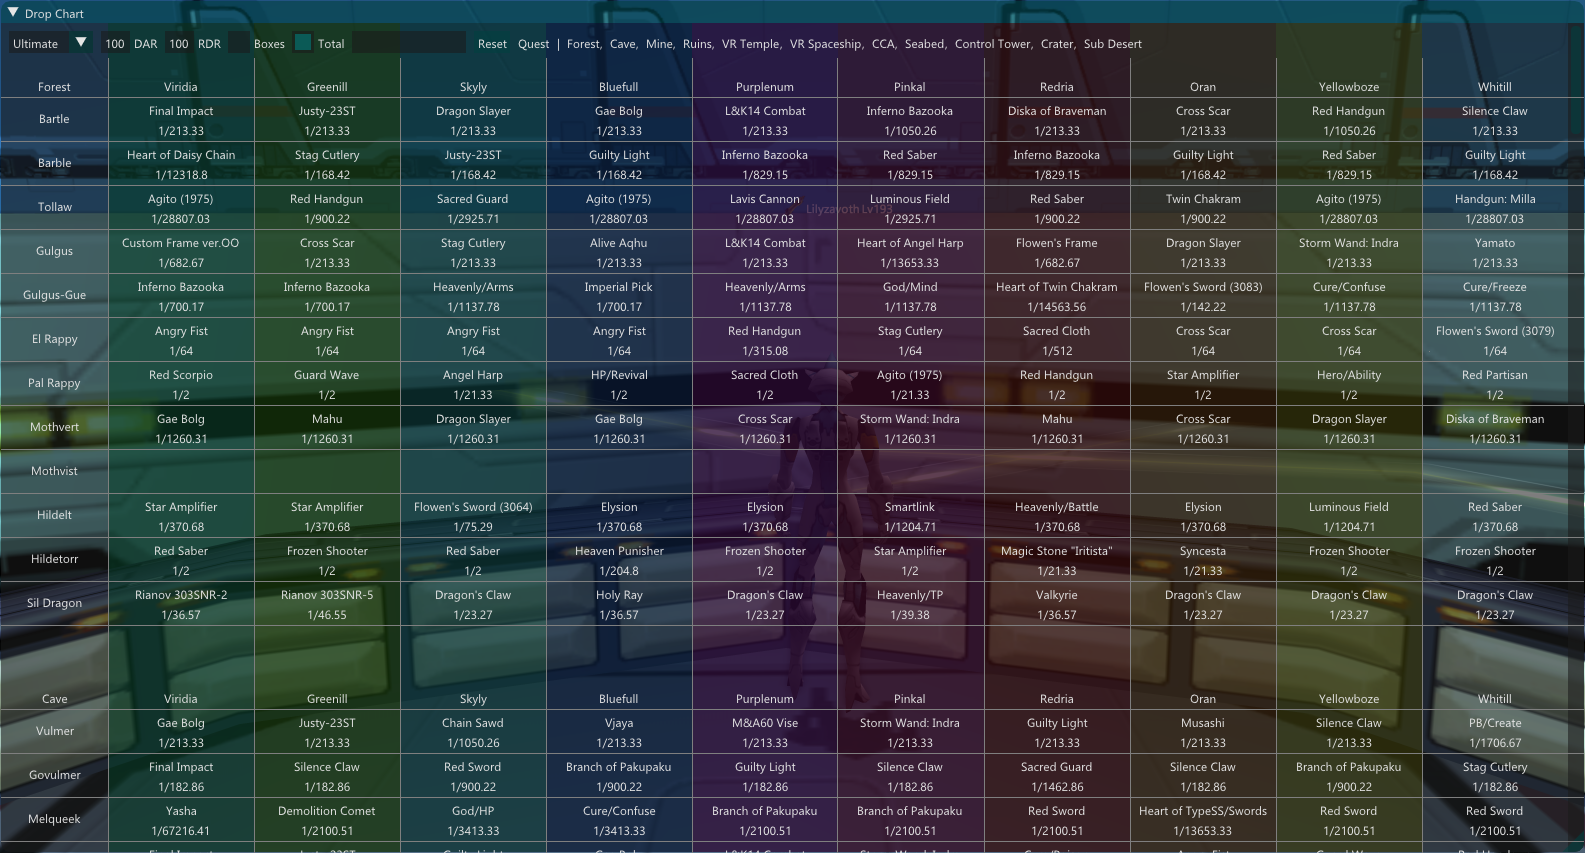 Drop Chart
Ultimate 100 DAR 100 RDR Boxes Total Reset Quest | Forest, Cave, Mine, Ruins, VR Temple, VR Spaceship, CCA, Seabed, Control Tower, Crater, Sub Desert
Forest Viridia Greenill Skyly Bluefull Purplenum Pinkal Redria Oran Yellowboze Whitill
Bartle
Final Impact Justy-23ST Dragon Slayer Gae Bolg L&K14 Combat Inferno Bazooka Diska of Braveman Cross Scar Red Handgun Silence Claw
1/213.33 1/213.33 1/213.33 1/213.33 1/213.33 1/1050.26 1/213.33 1/213.33 1/1050.26 1/213.33
Barble
Heart of Daisy Chain Stag Cutlery Justy-23ST Guilty Light Inferno Bazooka Red Saber Inferno Bazooka Guilty Light Red Saber Guilty Light
1/12318.8 1/168.42 1/168.42 1/168.42 1/829.15 1/829.15 1/829.15 1/168.42 1/829.15 1/168.42
Tollaw
Agito (1975) Red Handgun Sacred Guard Agito (1975) Lavis Cannon Luminous Field Red Saber Twin Chakram Agito (1975) Handgun: Milla
Lilyzavoth Lv193
1/28807.03 1/900.22 1/2925.71 1/28807.03 1/28807.03 1/2925.71 1/900.22 1/900.22 1/28807.03 1/28807.03
Gulgus
Custom Frame ver.OO Cross Scar Stag Cutlery Alive Aqhu L&K14 Combat Heart of Angel Harp Flowen's Frame Dragon Slayer Storm Wand: Indra Yamato
1/682.67 1/213.33 1/213.33 1/213.33 1/213.33 1/13653.33 1/682.67 1/213.33 1/213.33 1/213.33
Gulgus-Gue
Inferno Bazooka Inferno Bazooka Heavenly/Arms Imperial Pick Heavenly/Arms God/Mind Heart of Twin Chakram Flowen's Sword (3083) Cure/Confuse Cure/Freeze
1/700.17 1/700.17 1/1137.78 1/700.17 1/1137.78 1/1137.78 1/14563.56 1/142.22 1/1137.78 1/1137.78
El Rappy
Angry Fist Angry Fist Angry Fist Angry Fist Red Handgun Stag Cutlery Sacred Cloth Cross Scar Cross Scar Flowen's Sword (3079)
1/64 1/64 1/64 1/64 1/315.08 1/64 1/512 1/64 1/64 1/64
Pal Rappy
Red Scorpio Guard Wave Angel Harp HP/Revival Sacred Cloth Agito (1975) Red Handgun Star Amplifier Hero/Ability Red Partisan
1/2 1/2 1/21.33 1/2 1/2 1/21.33 1/2 1/2 1/2 1/2
Mothvert
Gae Bolg Mahu Dragon Slayer Gae Bolg Cross Scar Storm Wand: Indra Mahu Cross Scar Dragon Slayer Diska of Braveman
1/1260.31 1/1260.31 1/1260.31 1/1260.31 1/1260.31 1/1260.31 1/1260.31 1/1260.31 1/1260.31 1/1260.31
Mothvist
Hildelt
Star Amplifier Star Amplifier Flowen's Sword (3064) Elysion Elysion Smartlink Heavenly/Battle Elysion Luminous Field Red Saber
1/370.68 1/370.68 1/75.29 1/370.68 1/370.68 1/1204.71 1/370.68 1/370.68 1/1204.71 1/370.68
Hildetorr
Red Saber Frozen Shooter Red Saber Heaven Punisher Frozen Shooter Star Amplifier Magic Stone "Iritista" Syncesta Frozen Shooter Frozen Shooter
1/2 1/2 1/2 1/204.8 1/2 1/2 1/21.33 1/21.33 1/2 1/2
Sil Dragon
Rianov 303SNR-2 Rianov 303SNR-5 Dragon's Claw Holy Ray Dragon's Claw Heavenly/TP Valkyrie Dragon's Claw Dragon's Claw Dragon's Claw
1/36.57 1/46.55 1/23.27 1/36.57 1/23.27 1/39.38 1/36.57 1/23.27 1/23.27 1/23.27
Cave Viridia Greenill Skyly Bluefull Purplenum Pinkal Redria Oran Yellowboze Whitill
Vulmer
Gae Bolg Justy-23ST Chain Sawd Vjaya M&A60 Vise Storm Wand: Indra Guilty Light Musashi Silence Claw PB/Create
1/213.33 1/213.33 1/1050.26 1/213.33 1/213.33 1/213.33 1/213.33 1/213.33 1/213.33 1/1706.67
Govulmer
Final Impact Silence Claw Red Sword Branch of Pakupaku Guilty Light Silence Claw Sacred Guard Silence Claw Branch of Pakupaku Stag Cutlery
1/182.86 1/182.86 1/900.22 1/900.22 1/182.86 1/182.86 1/1462.86 1/182.86 1/900.22 1/182.86
Melqueek
Yasha Demolition Comet God/HP Cure/Confuse Branch of Pakupaku Branch of Pakupaku Red Sword Heart of TypeSS/Swords Red Sword Red Sword
1/67216.41 1/2100.51 1/3413.33 1/3413.33 1/2100.51 1/2100.51 1/2100.51 1/13653.33 1/2100.51 1/2100.51